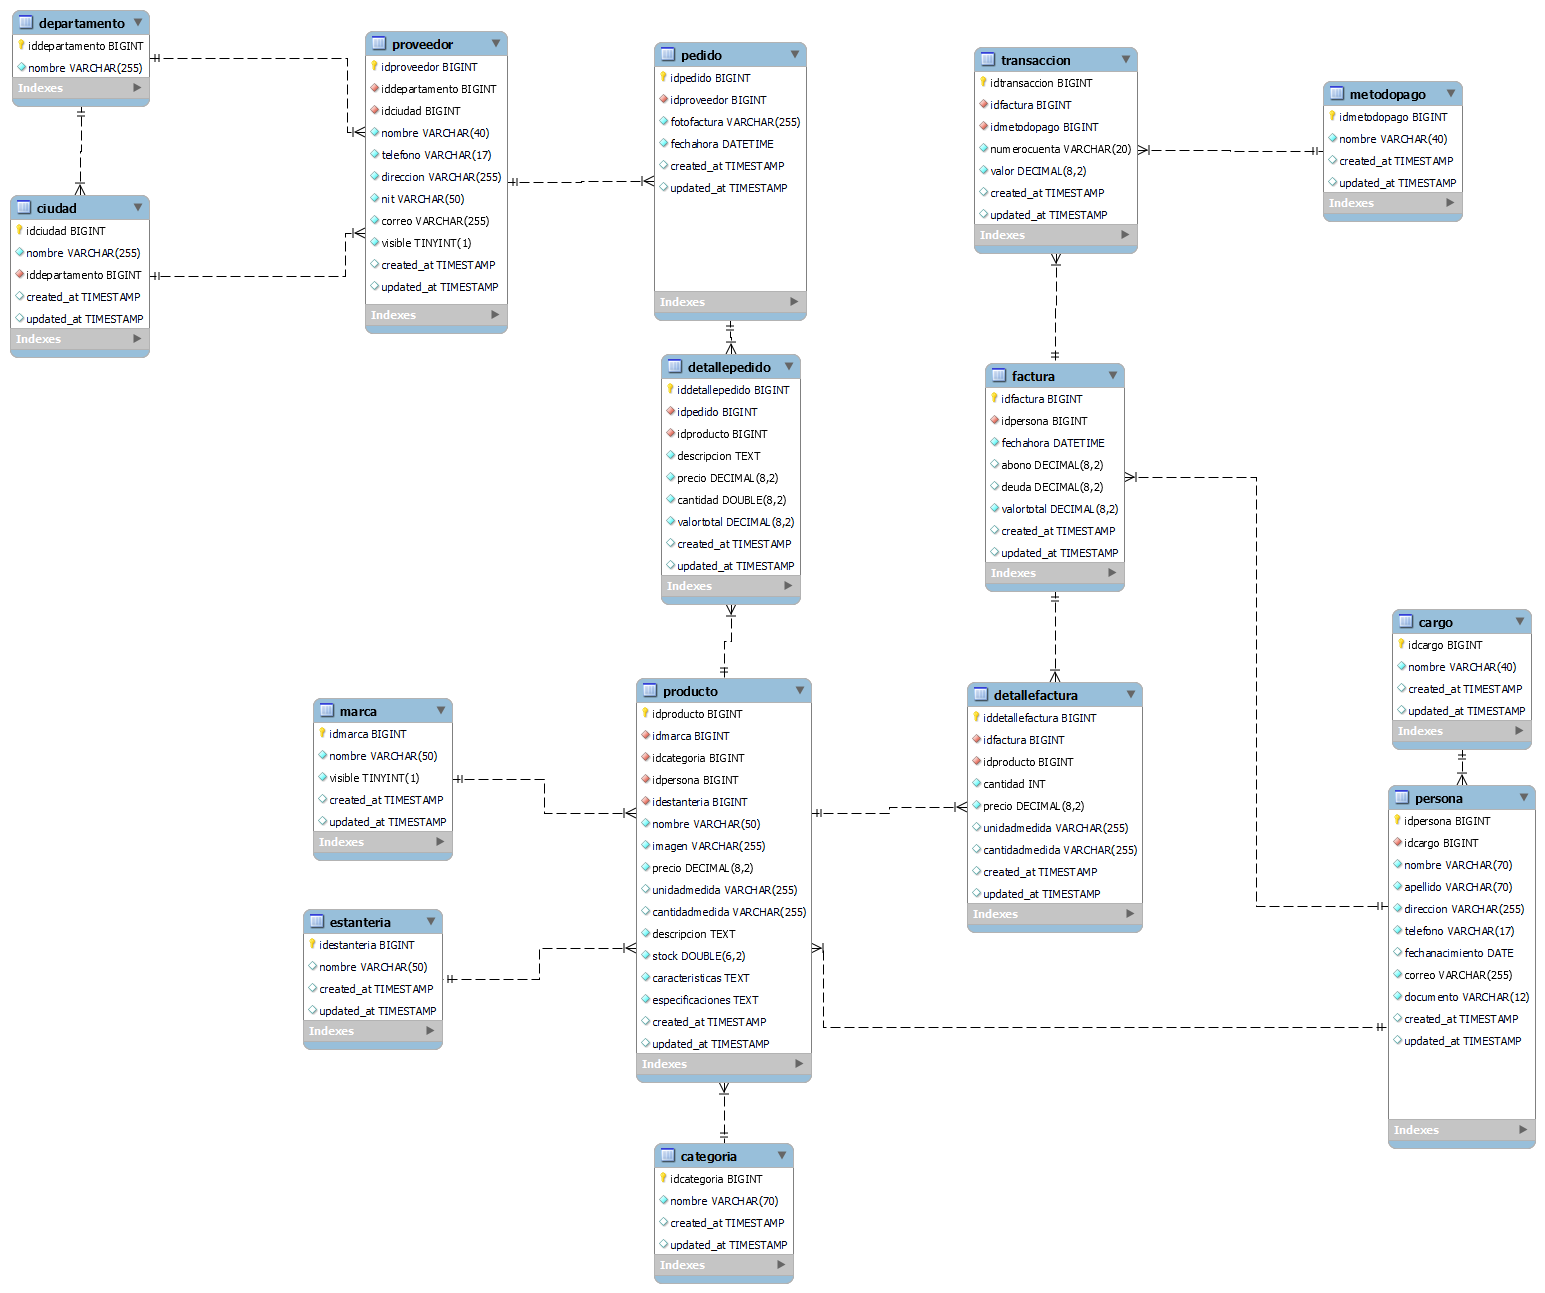 departamento
iddepartamento BIGINT
nombre VARCHAR(255)
Indexes
ciudad
idciudad BIGINT
nombre VARCHAR(255)
iddepartamento BIGINT
created_at TIMESTAMP
updated_at TIMESTAMP
Indexes
proveedor
idproveedor BIGINT
iddepartamento BIGINT
idciudad BIGINT
nombre VARCHAR(40)
telefono VARCHAR(17)
direccion VARCHAR(255)
nit VARCHAR(50)
correo VARCHAR(255)
visible TINYINT(1)
created_at TIMESTAMP
updated_at TIMESTAMP
Indexes
pedido
idpedido BIGINT
idproveedor BIGINT
fotofactura VARCHAR(255)
fechahora DATETIME
created_at TIMESTAMP
updated_at TIMESTAMP
Indexes
transaccion
idtransaccion BIGINT
idfactura BIGINT
idmetodopago BIGINT
numerocuenta VARCHAR(20)
valor DECIMAL(8,2)
created_at TIMESTAMP
updated_at TIMESTAMP
Indexes
metodopago
idmetodopago BIGINT
nombre VARCHAR(40)
created_at TIMESTAMP
updated_at TIMESTAMP
Indexes
detallepedido
iddetallepedido BIGINT
idpedido BIGINT
idproducto BIGINT
descripcion TEXT
precio DECIMAL(8,2)
cantidad DOUBLE(8,2)
valortotal DECIMAL(8,2)
created_at TIMESTAMP
updated_at TIMESTAMP
Indexes
factura
idfactura BIGINT
idpersona BIGINT
fechahora DATETIME
abono DECIMAL(8,2)
deuda DECIMAL(8,2)
valortotal DECIMAL(8,2)
created_at TIMESTAMP
updated_at TIMESTAMP
Indexes
cargo
idcargo BIGINT
nombre VARCHAR(40)
created_at TIMESTAMP
updated_at TIMESTAMP
Indexes
marca
idmarca BIGINT
nombre VARCHAR(50)
visible TINYINT(1)
created_at TIMESTAMP
updated_at TIMESTAMP
Indexes
producto
idproducto BIGINT
idmarca BIGINT
idcategoria BIGINT
idpersona BIGINT
idestanteria BIGINT
nombre VARCHAR(50)
imagen VARCHAR(255)
precio DECIMAL(8,2)
unidadmedida VARCHAR(255)
cantidadmedida VARCHAR(255)
descripcion TEXT
stock DOUBLE(6,2)
caracteristicas TEXT
especificaciones TEXT
created_at TIMESTAMP
updated_at TIMESTAMP
Indexes
detallefactura
iddetallefactura BIGINT
idfactura BIGINT
idproducto BIGINT
cantidad INT
precio DECIMAL(8,2)
unidadmedida VARCHAR(255)
cantidadmedida VARCHAR(255)
created_at TIMESTAMP
updated_at TIMESTAMP
Indexes
persona
idpersona BIGINT
idcargo BIGINT
nombre VARCHAR(70)
apellido VARCHAR(70)
direccion VARCHAR(255)
telefono VARCHAR(17)
fechanacimiento DATE
correo VARCHAR(255)
documento VARCHAR(12)
created_at TIMESTAMP
updated_at TIMESTAMP
Indexes
estanteria
idestanteria BIGINT
nombre VARCHAR(50)
created_at TIMESTAMP
updated_at TIMESTAMP
Indexes
categoria
idcategoria BIGINT
nombre VARCHAR(70)
created_at TIMESTAMP
updated_at TIMESTAMP
Indexes